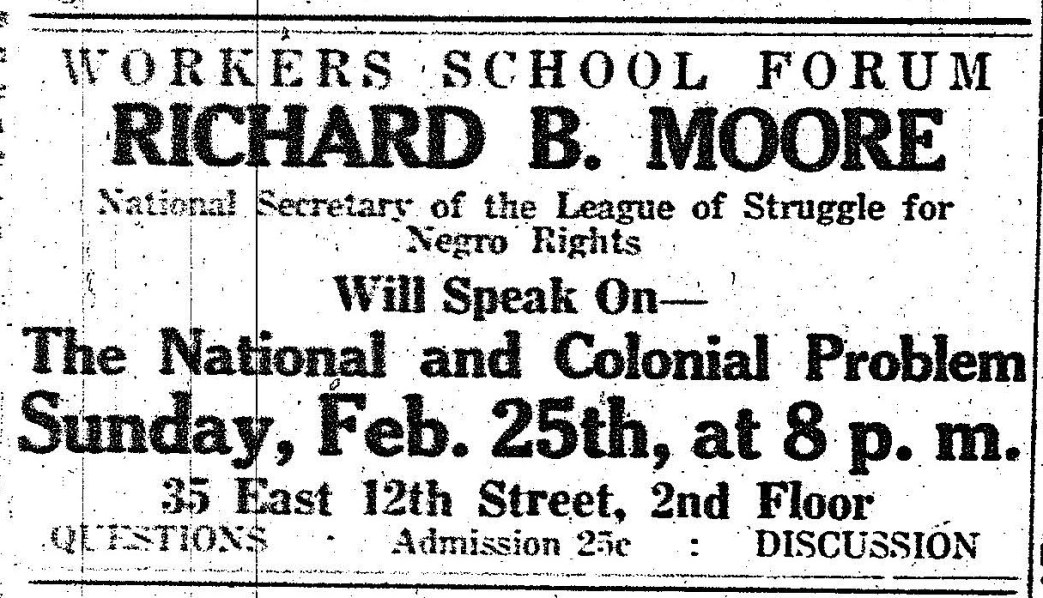 WORKERS SCHOOL FORUM
RICHARD B. MOORE
National Secretary of the League of Struggle for
Negro Rights
Will Speak On—
The National and Colonial Problem
Sunday, Feb. 25th, at 8 p. m.
35 East 12th Street, 2nd Floor
QUESTIONS : Admission 25c : DISCUSSION